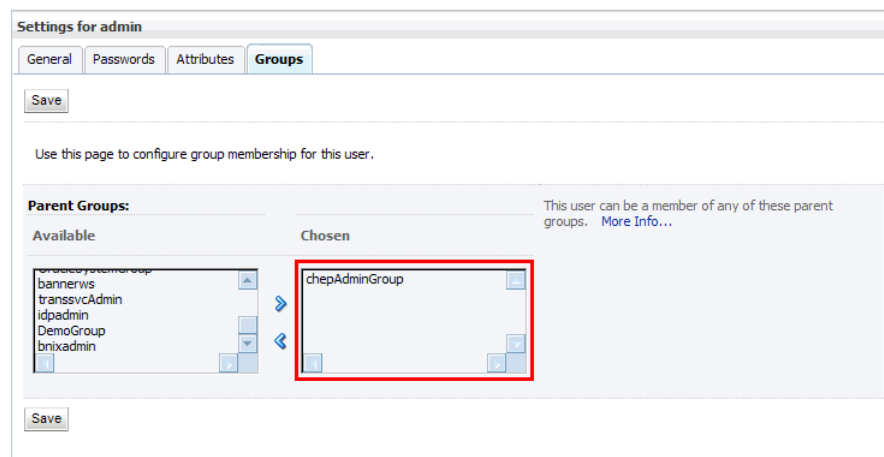 Settings for admin
General Passwords Attributes Groups
Save
Use this page to configure group membership for this user.
Parent Groups:
This user can be a member of any of these parent
groups. More Info...
Available Chosen
bannerws
transsvcAdmin
idpadmin
DemoGroup
bnixadmin
chepAdminGroup
Save